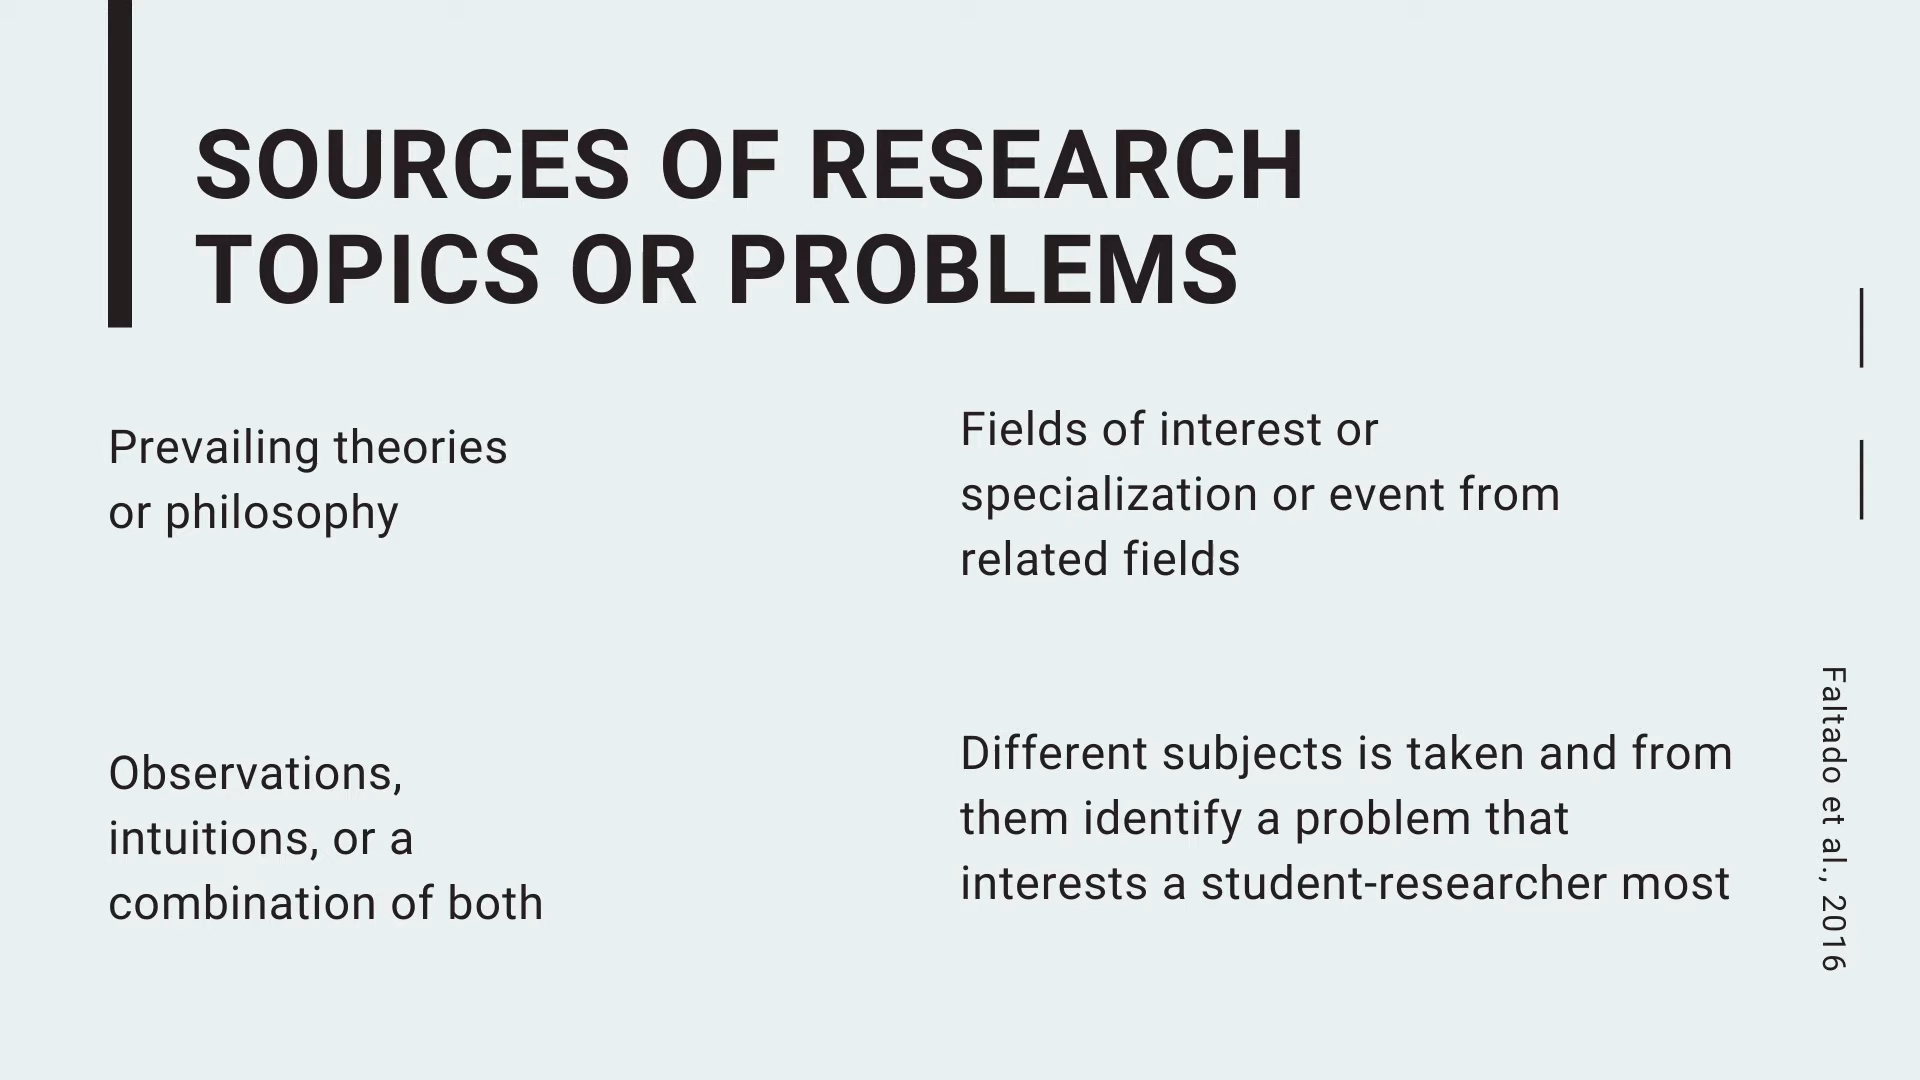 SOURCES OF RESEARCH
TOPICS OR PROBLEMS
Prevailing theories
or philosophy
Fields of interest or
specialization or event from
related fields
Observations,
intuitions, or a
combination of both
Different subjects is taken and from
them identify a problem that
interests a student-researcher most
Faltado et al., 2016